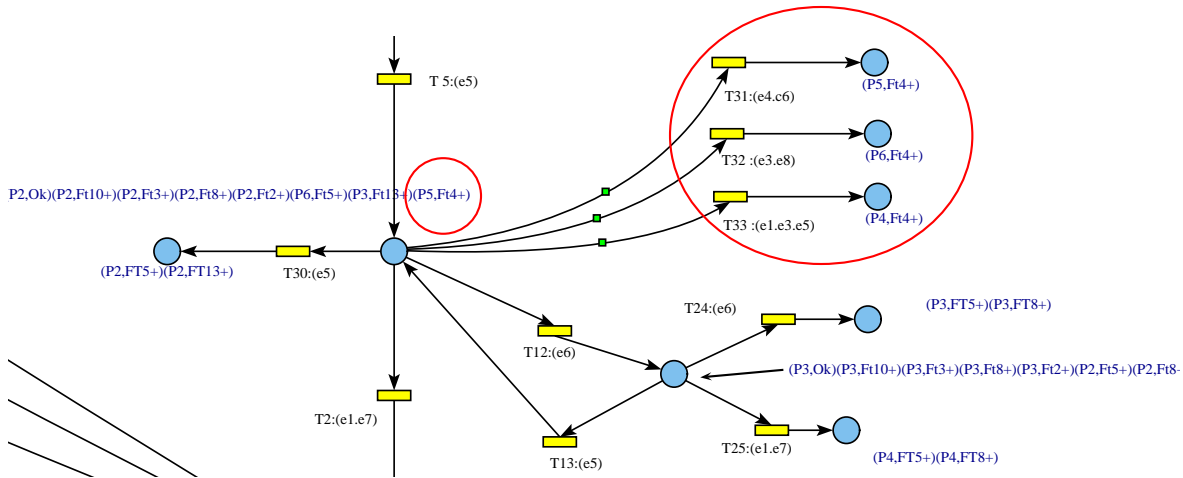 T 5:(e5)
(P5,Ft4+)
T31:(e4.c6)
(P6,Ft4+)
T32 :(e3.e8)
P2,Ok)(P2,Ft10+)(P2,Ft3+)(P2,Ft8+)(P2,Ft2+)(P6,Ft5+)(P3,Ft13+)(P5,Ft4+)
(P4,Ft4+)
T33 :(e1.e3.e5)
(P2,FT5+)(P2,FT13+)
T30:(e5)
T24:(e6)
(P3,FT5+)(P3,FT8+)
T12:(e6)
(P3,Ok)(P3,Ft10+)(P3,Ft3+)(P3,Ft8+)(P3,Ft2+)(P2,Ft5+)(P2,Ft8-
T2:(e1.e7)
T25:(e1.e7)
(P4,FT5+)(P4,FT8+)
T13:(e5)